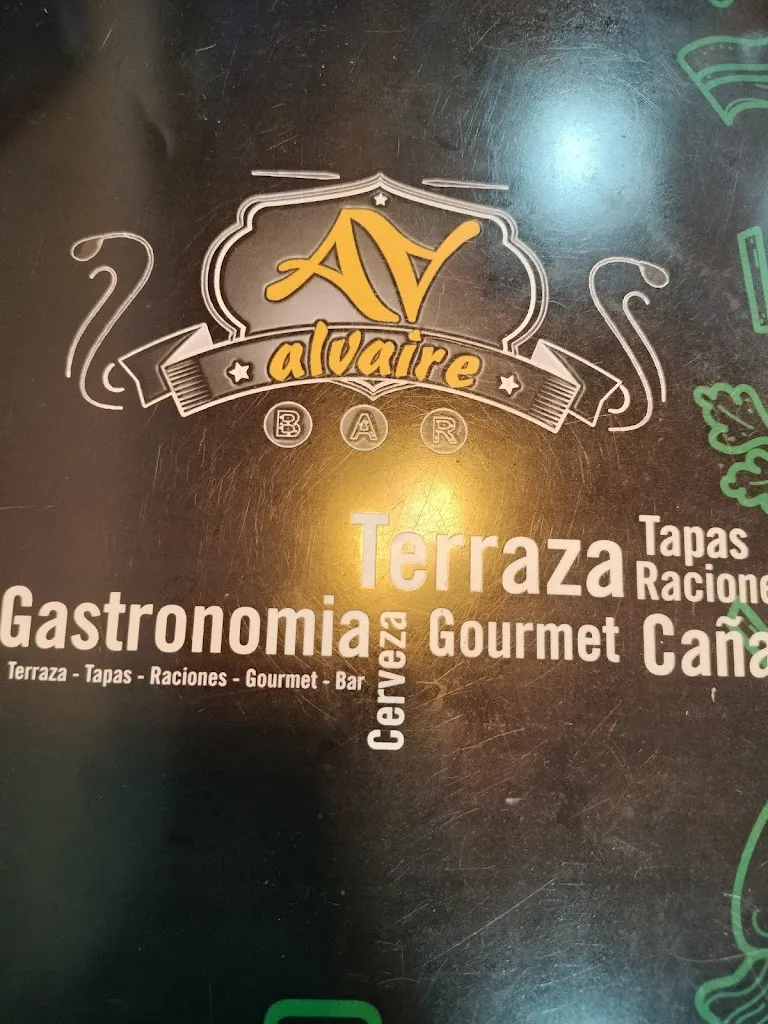 AV
alvaire
BAR
Terraza
Tapas
Racione
Gastronomia
Gourmet
Caña
Terraza - Tapas - Raciones - Gourmet - Bar
Cerveza